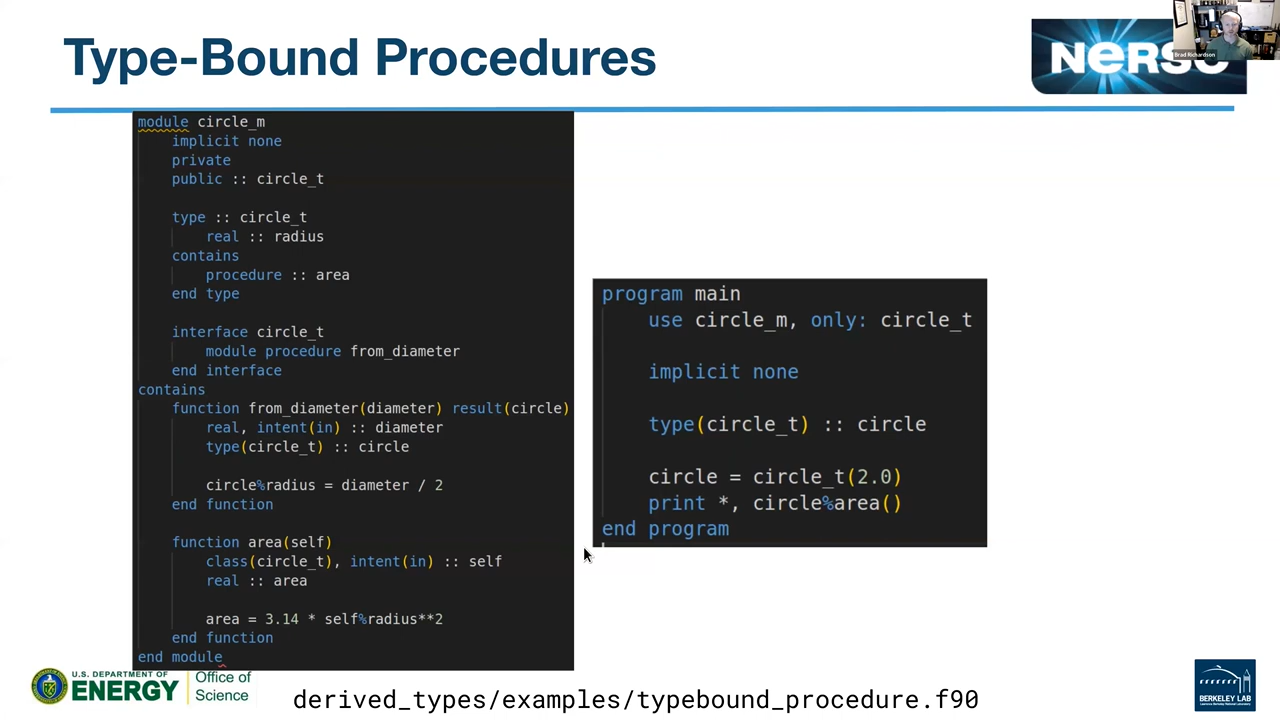 Type-Bound Procedures
NERSC
Brad Richardson
module circle_m
    implicit none
    private
    public :: circle_t

    type :: circle_t
        real :: radius
    contains
        procedure :: area
    end type

    interface circle_t
        module procedure from_diameter
    end interface
contains
    function from_diameter(diameter) result(circle)
        real, intent(in) :: diameter
        type(circle_t) :: circle

        circle%radius = diameter / 2
    end function

    function area(self)
        class(circle_t), intent(in) :: self
        real :: area

        area = 3.14 * self%radius**2
    end function
end module
program main
    use circle_m, only: circle_t

    implicit none

    type(circle_t) :: circle

    circle = circle_t(2.0)
    print *, circle%area()
end program
U.S. DEPARTMENT OF
ENERGY
Office of
Science
derived_types/examples/typebound_procedure.f90
BERKELEY LAB